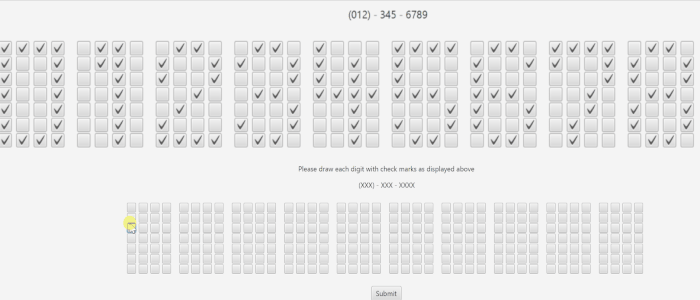 (012) - 345 - 6789
Please draw each digit with check marks as displayed above
(XXX) - XXX - XXXX
Submit